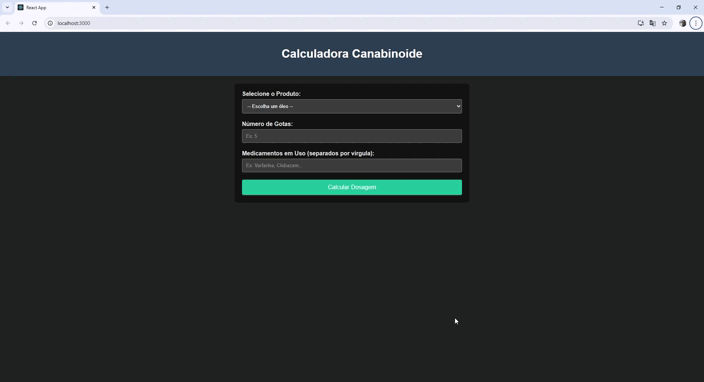 React App
localhost:3000
Calculadora Canabinoide
Selecione o Produto:
-- Escolha um óleo --
Número de Gotas:
Ex: 5
Medicamentos em Uso (separados por vírgula):
Ex: Varfarina, Clobazam...
Calcular Dosagem